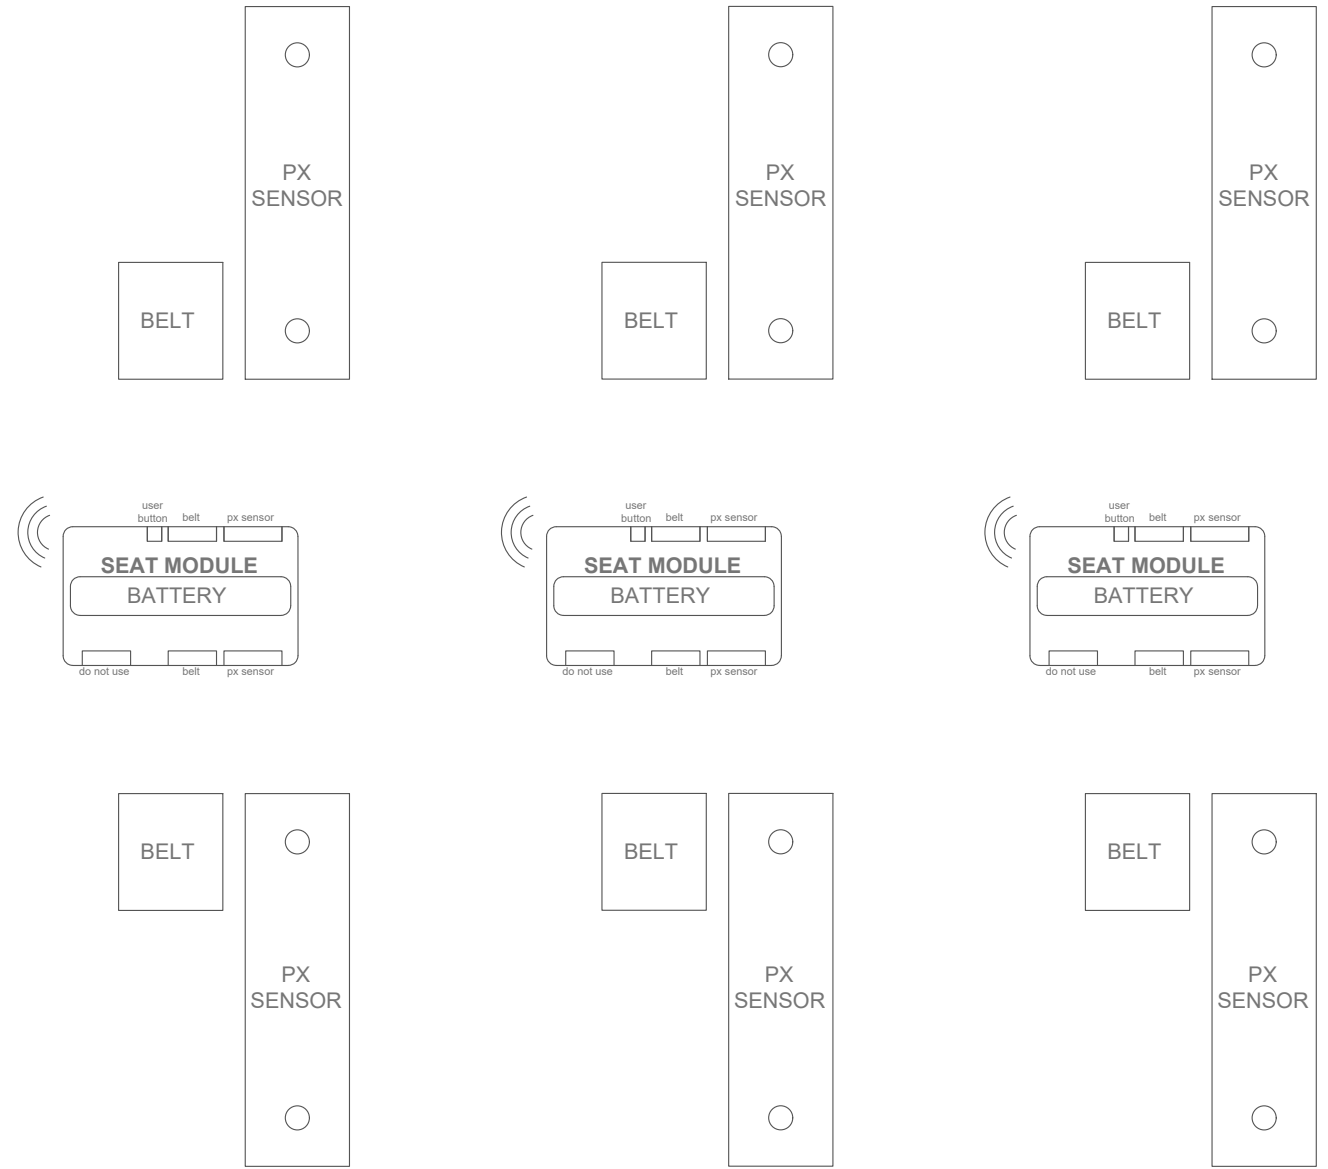 PX
SENSOR
PX
SENSOR
PX
SENSOR
BELT
BELT
BELT
user
button belt px sensor
SEAT MODULE
BATTERY
do not use belt px sensor
user
button belt px sensor
SEAT MODULE
BATTERY
do not use belt px sensor
user
button belt px sensor
SEAT MODULE
BATTERY
do not use belt px sensor
BELT
BELT
BELT
PX
SENSOR
PX
SENSOR
PX
SENSOR